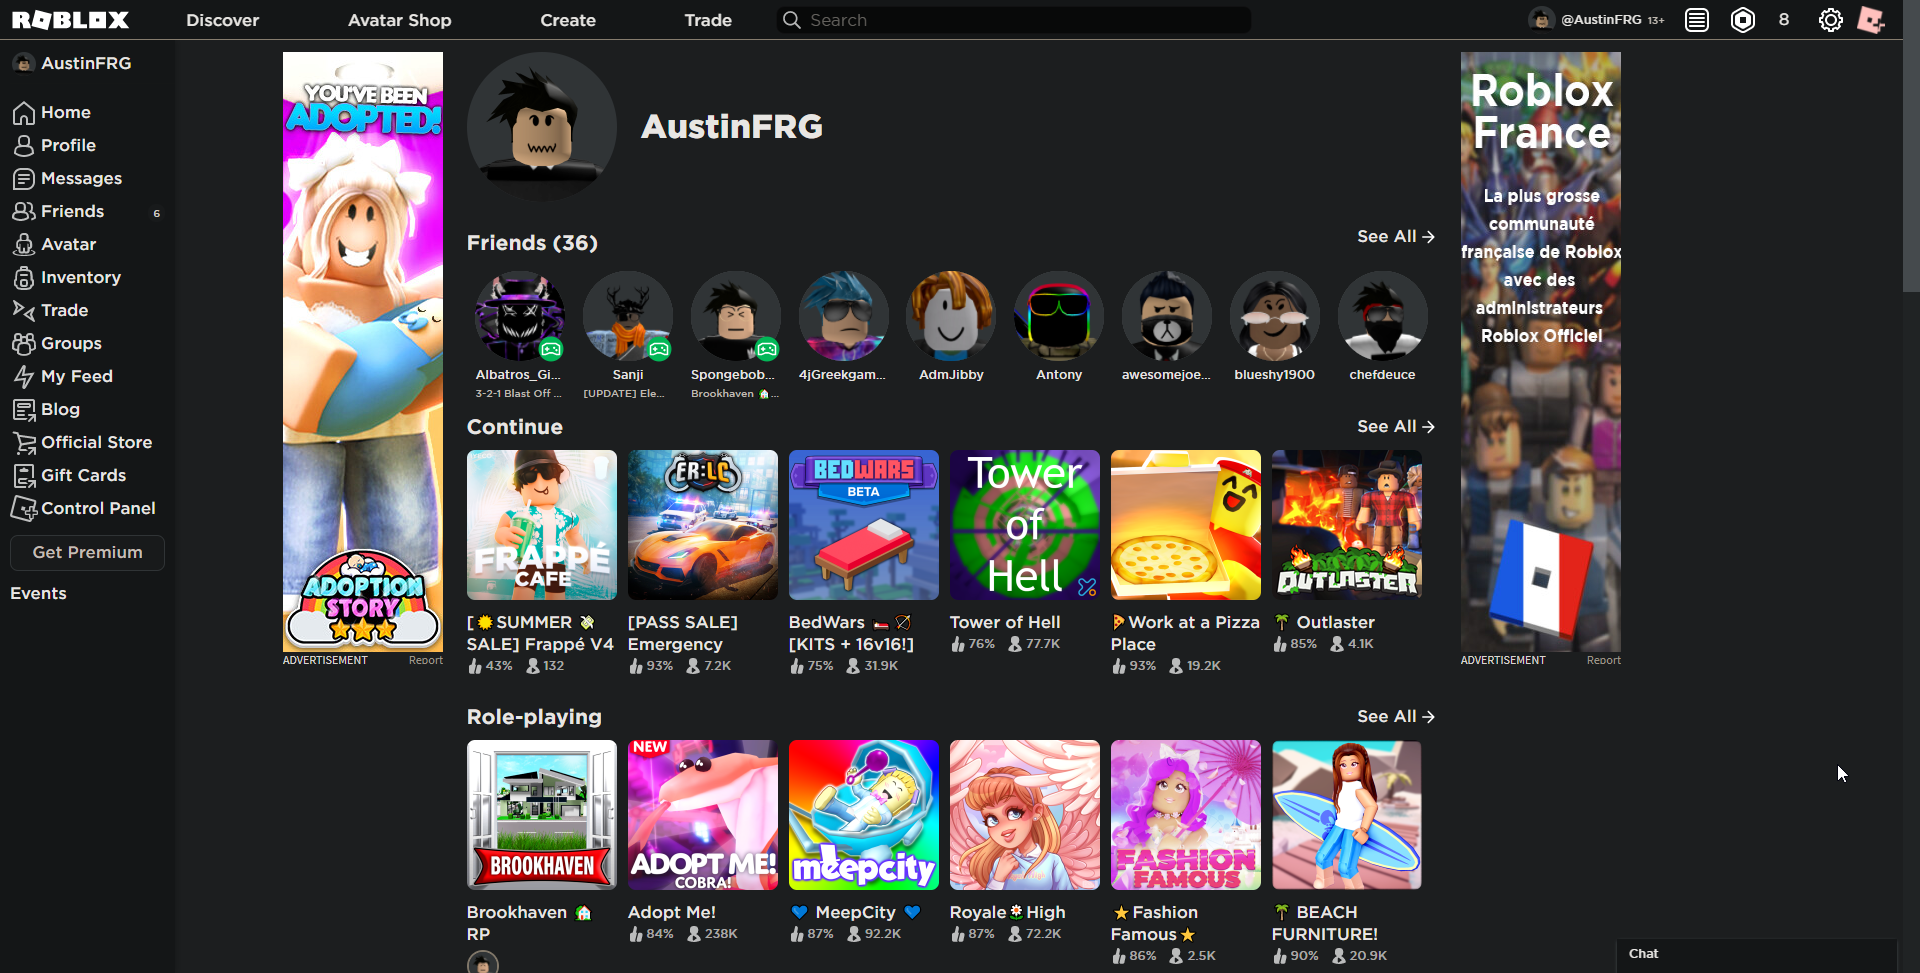 ROBLOX
Discover
Avatar Shop
Create
Trade
Search
@AustinFRG 13+
8
AustinFRG
Home
Profile
Messages
Friends
6
Avatar
Inventory
Trade
Groups
My Feed
Blog
Official Store
Gift Cards
Control Panel
Get Premium
Events
YOU'VE BEEN
ADOPTED!
ADOPTION
STORY
ADVERTISEMENT
Report
AustinFRG
Friends (36)
See All
Albatros_Gi...
3-2-1 Blast Off ...
Sanji
[UPDATE] Ele...
Spongebob...
Brookhaven 🏠 ...
4jGreekgam...
AdmJibby
Antony
awesomejoe...
blueshy1900
chefdeuce
Continue
See All
FRAPPÉ
CAFE
[☀️SUMMER 💸
SALE] Frappé V4
43% 132
ER:LC
[PASS SALE]
Emergency
93% 7.2K
BEDWARS
BETA
BedWars 🛏️ 🏹
[KITS + 16v16!]
75% 31.9K
Tower
of
Hell
Tower of Hell
76% 77.7K
🍕Work at a Pizza
Place
93% 19.2K
OUTLASTER
🌴 Outlaster
85% 4.1K
Role-playing
See All
BROOKHAVEN
Brookhaven 🏠
RP
NEW
ADOPT ME!
COBRA!
Adopt Me!
84% 238K
meepcity
💙 MeepCity 💙
87% 92.2K
Royale🌼High
87% 72.2K
FASHION
FAMOUS
⭐Fashion
Famous⭐
86% 2.5K
🌴 BEACH
FURNITURE!
90% 20.9K
Roblox
France
La plus grosse
communauté
française de Roblox
avec des
administrateurs
Roblox Officiel
ADVERTISEMENT
Report
Chat